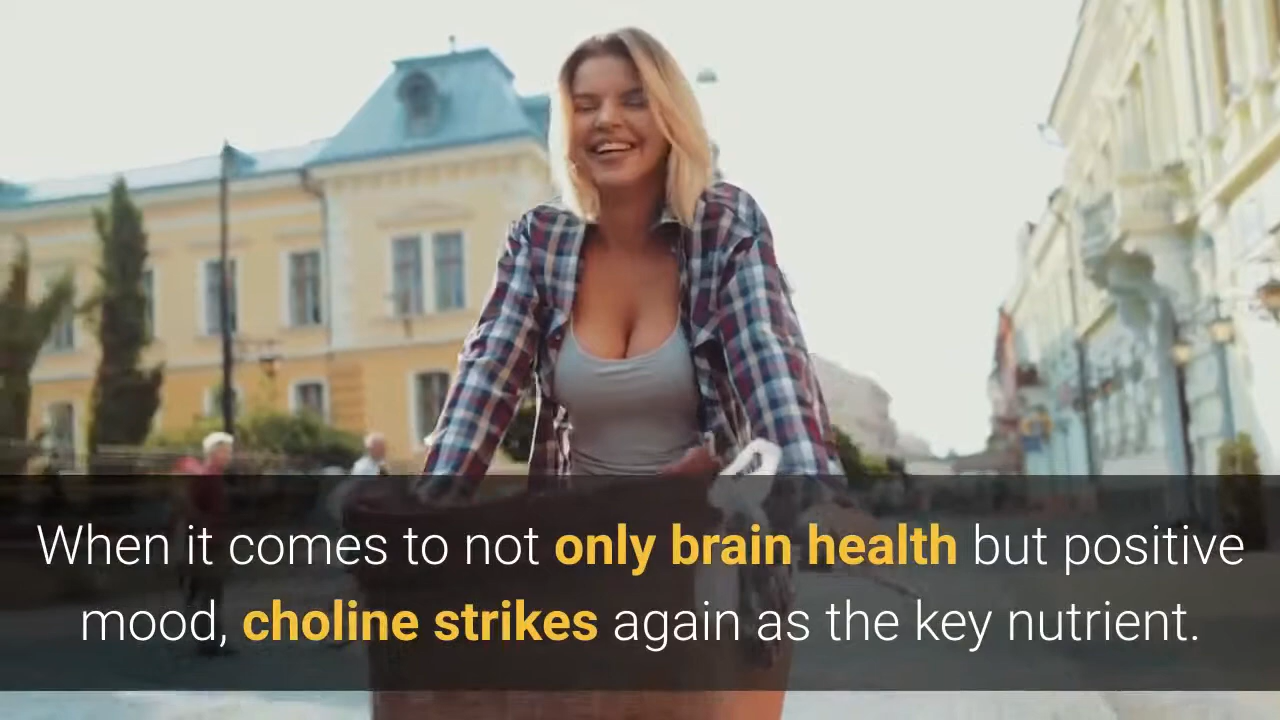 When it comes to not only brain health but positive
mood, choline strikes again as the key nutrient.